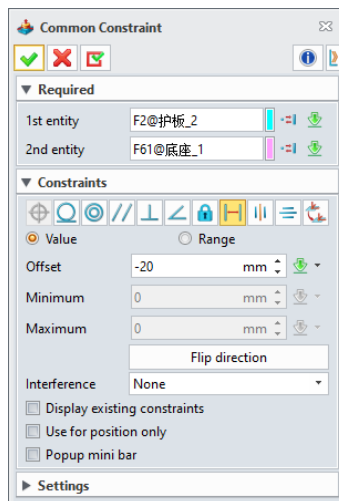 Common Constraint
Required
1st entity F2@护板_2
2nd entity F61@底座_1
Constraints
Value Range
Offset -20 mm
Minimum 0 mm
Maximum 0 mm
Flip direction
Interference None
Display existing constraints
Use for position only
Popup mini bar
Settings